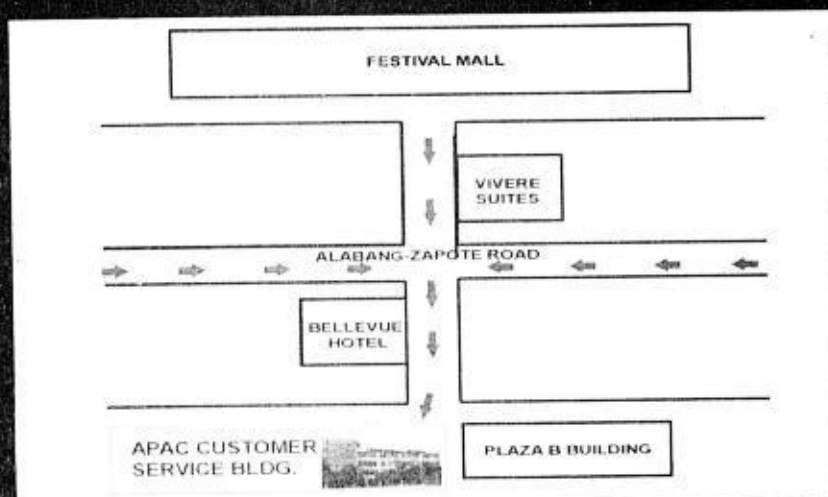 FESTIVAL MALL
VIVERE
SUITES
ALABANG-ZAPOTE ROAD
BELLEVUE
HOTEL
APAC CUSTOMER
SERVICE BLDG.
PLAZA B BUILDING